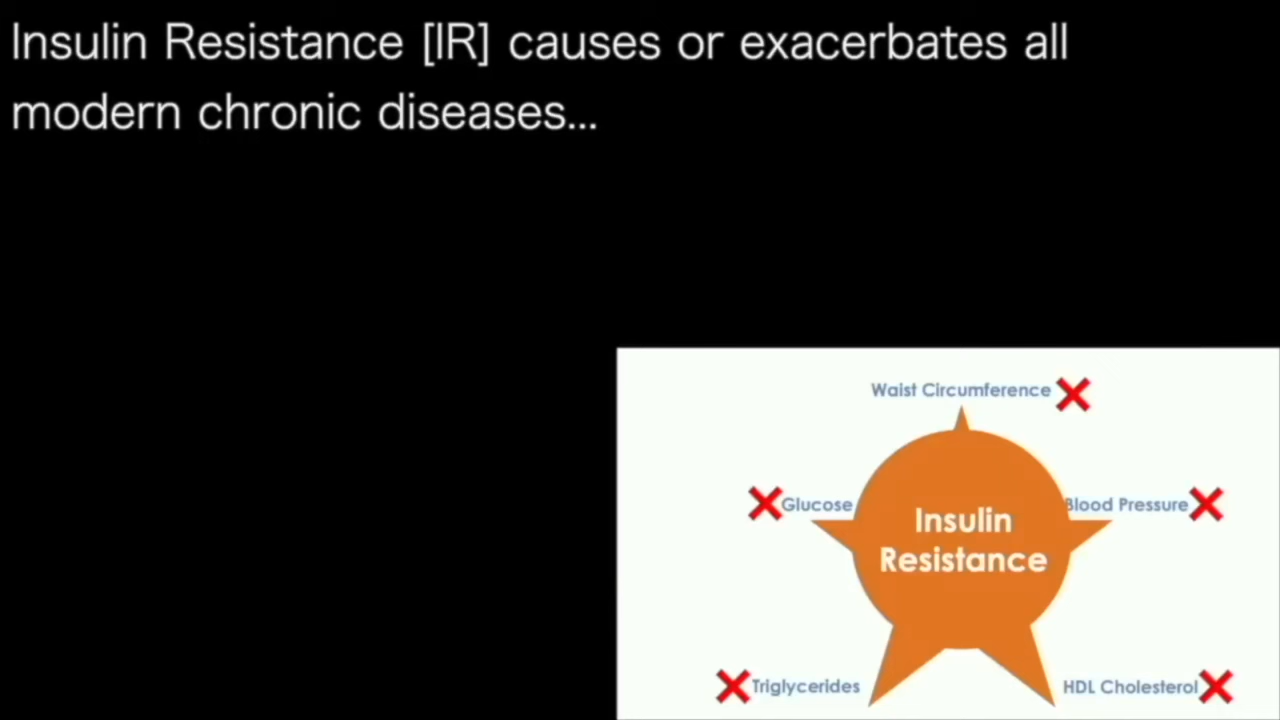 Insulin Resistance [IR] causes or exacerbates all
modern chronic diseases...
Waist Circumference
Glucose
Blood Pressure
Insulin
Resistance
Triglycerides
HDL Cholesterol